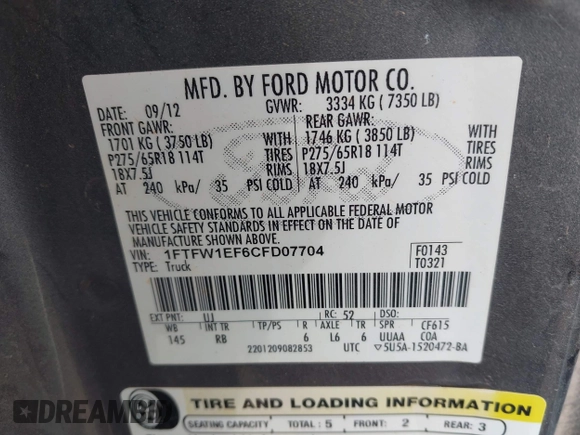 MFD. BY FORD MOTOR CO.
DATE: 09/12 GVWR: 3334 KG ( 7350 LB)
FRONT GAWR: REAR GAWR:
1701 KG ( 3750 LB) WITH 1746 KG ( 3850 LB) WITH
P275/65R18 114T TIRES P275/65R18 114T TIRES
18X7.5J RIMS 18X7.5J RIMS
AT 240 kPa/ 35 PSI COLD AT 240 kPa/ 35 PSI COLD
THIS VEHICLE CONFORMS TO ALL APPLICABLE FEDERAL MOTOR
VEHICLE SAFETY STANDARDS IN EFFECT ON THE DATE OF
MANUFACTURE SHOWN ABOVE.
VIN: 1FTFW1EF6CFD07704 F0143
TYPE: Truck T0321
EXT PNT: UJ RC: 52 DSO:
WB INT TR TP/PS R AXLE TR SPR CF615
145 RB 6 L6 6 UUAA COA
2201209082853 UTC SU5A-1520472-BA
TIRE AND LOADING INFORMATION
SEATING CAPACITY TOTAL: 5 FRONT: 2 REAR: 3
DREAMBID